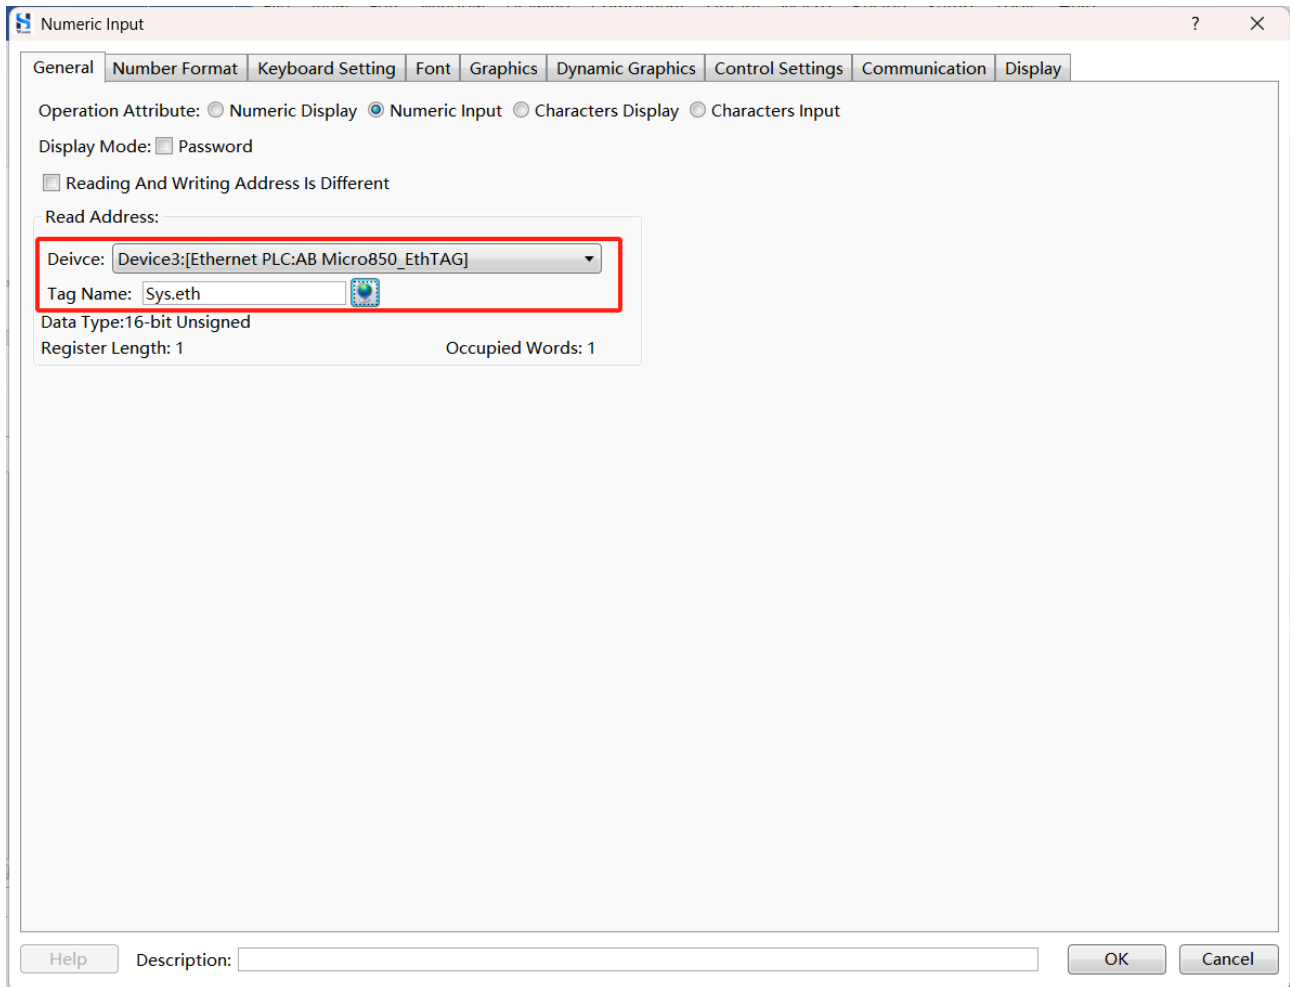 Numeric Input
?
General Number Format Keyboard Setting Font Graphics Dynamic Graphics Control Settings Communication Display
Operation Attribute: Numeric Display Numeric Input Characters Display Characters Input
Display Mode: Password
Reading And Writing Address Is Different
Read Address:
Deivce: Device3:[Ethernet PLC:AB Micro850_EthTAG]
Tag Name: Sys.eth
Data Type:16-bit Unsigned
Register Length: 1 Occupied Words: 1
Help Description: OK Cancel